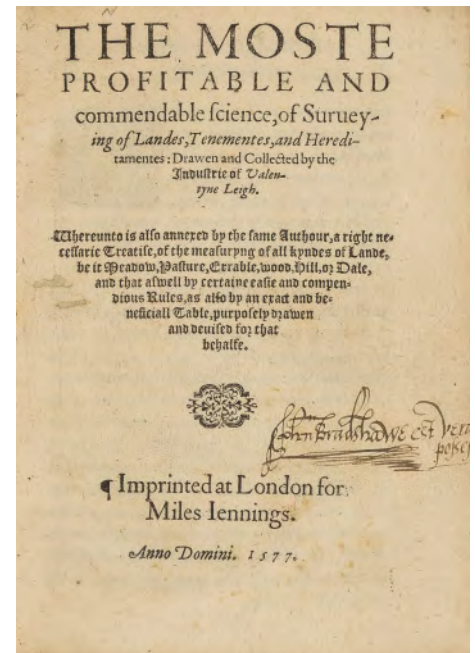 THE MOSTE
PROFITABLE AND
commendable ſcience, of Suruey-
ing of Landes, Tenementes, and Heredi-
tamentes: Drawen and Collected by the
Induſtrie of Valen-
tyne Leigh.
Whereunto is alſo annexed by the ſame Authour, a right ne-
ceſſarie Treatiſe, of the meaſuryng of all kyndes of Lande,
be it Meadow, Paſture, Errable, wood, Hill, or Dale,
and that aſwell by certaine eaſie and compen-
dious Rules, as alſo by an exact and be-
neficiall Table, purpoſely drawen
and deuiſed for that
behalfe.
John Bradſhawe eſt
¶ Imprinted at London for
Miles Iennings.
Anno Domini. 1577.